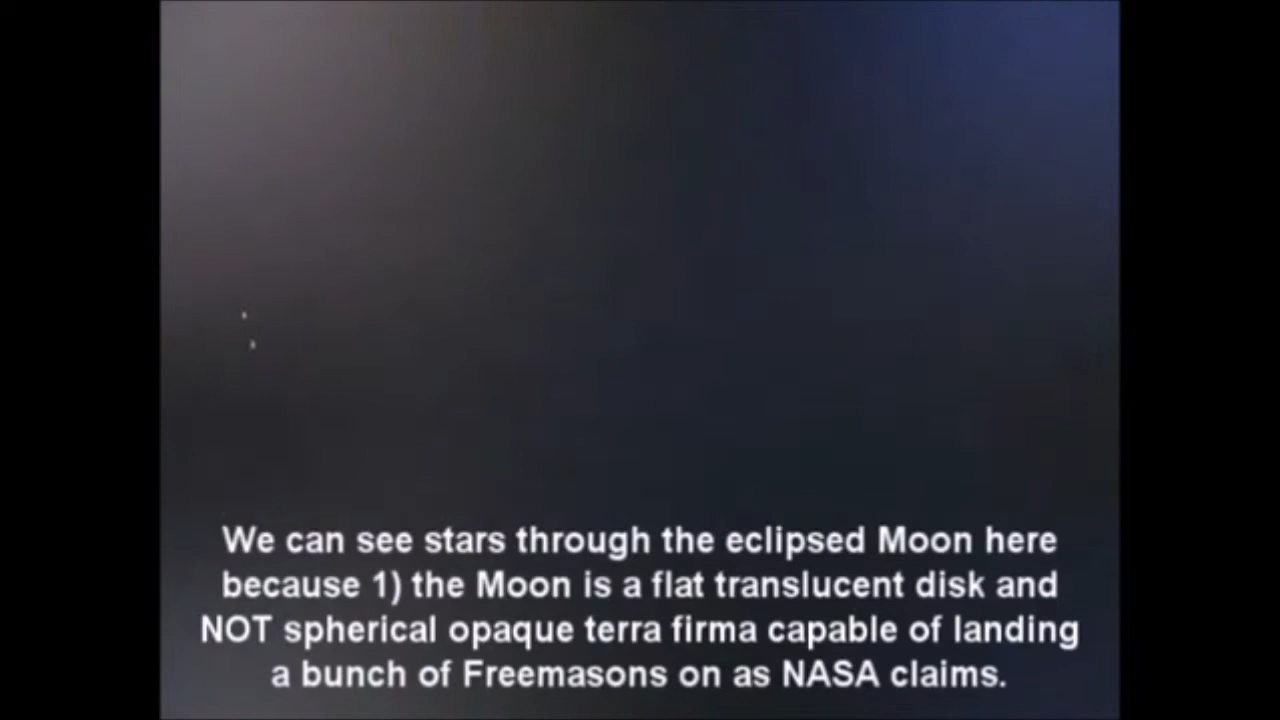 We can see stars through the eclipsed Moon here
because 1) the Moon is a flat translucent disk and
NOT spherical opaque terra firma capable of landing
a bunch of Freemasons on as NASA claims.